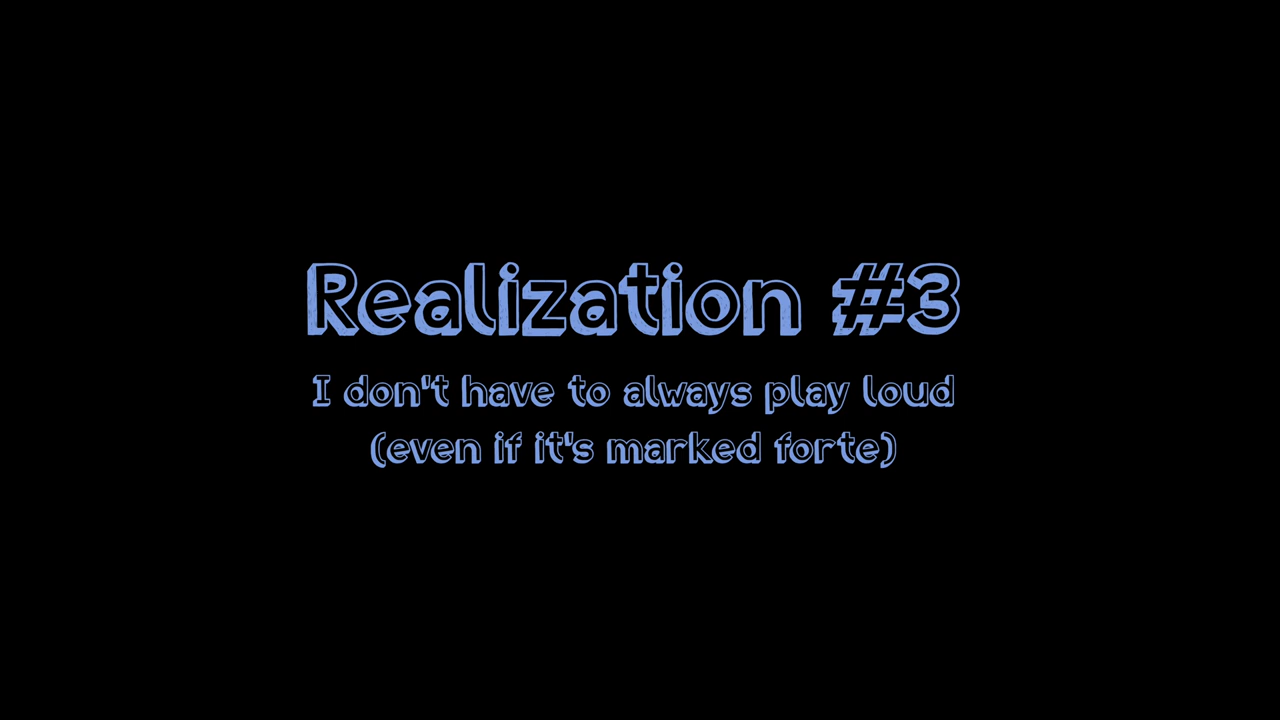 Realization #3
I don't have to always play loud
(even if it's marked forte)